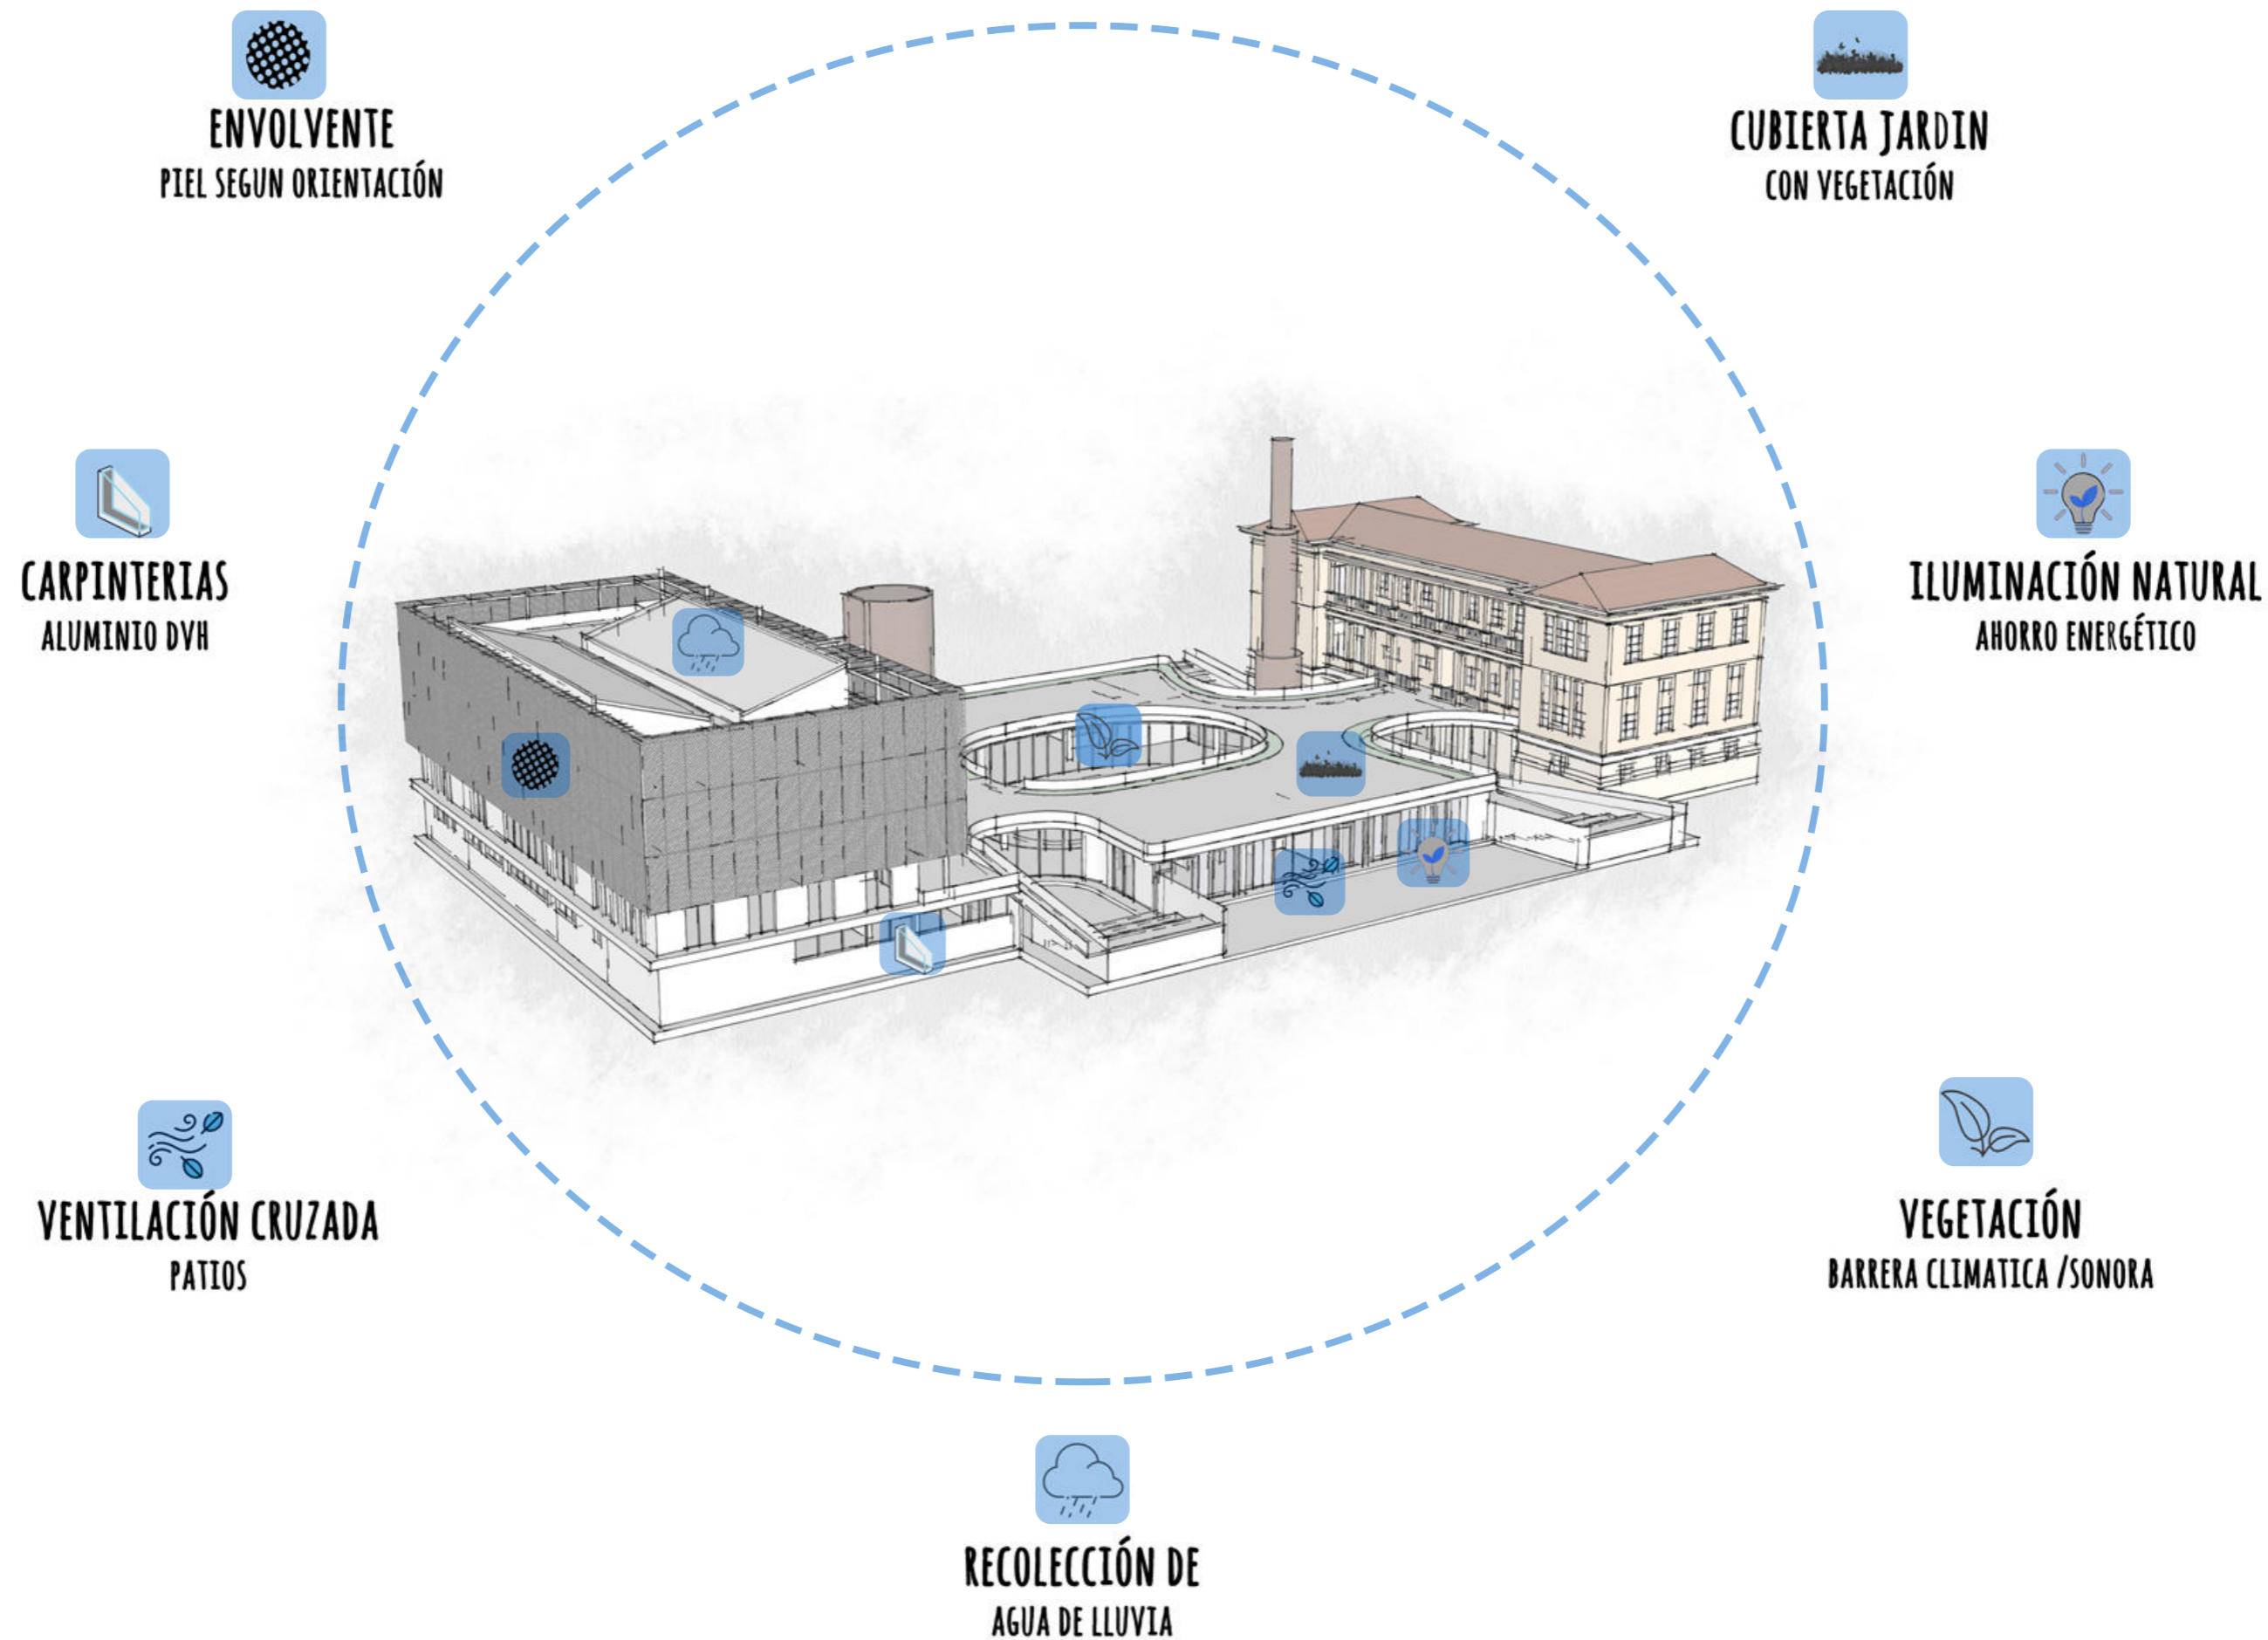 ENVOLVENTE
PIEL SEGUN ORIENTACIÓN
CUBIERTA JARDIN
CON VEGETACIÓN
CARPINTERIAS
ALUMINIO DVH
ILUMINACIÓN NATURAL
AHORRO ENERGÉTICO
VENTILACIÓN CRUZADA
PATIOS
VEGETACIÓN
BARRERA CLIMATICA /SONORA
RECOLECCIÓN DE
AGUA DE LLUVIA